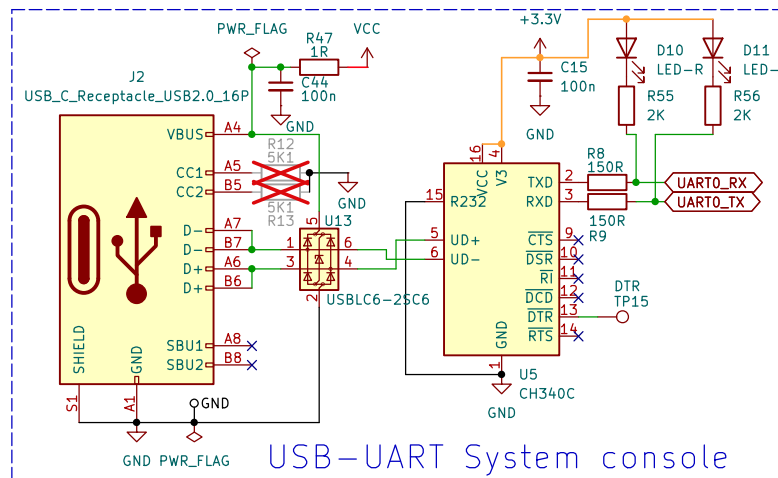 +3.3V
PWR_FLAG
R47
1R
VCC
J2
USB_C_Receptacle_USB2.0_16P
C44
100n
GND
C15
100n
GND
D10
LED-R
D11
LED-
R55
2K
R56
2K
VBUS
A4
CC1
A5
CC2
B5
R12
5K1
5K1
R13
GND
D-
A7
D-
B7
D+
A6
D+
B6
SBU1
A8
SBU2
B8
SHIELD
GND
S1
A1
U13
5
1
6
3
4
2
USBLC6-2SC6
GND
GND
PWR_FLAG
16
4
VCC
V3
15
R232
5
UD+
6
UD-
TXD
2
RXD
3
CTS
9
DSR
10
RI
11
DCD
12
DTR
13
RTS
14
GND
1
U5
CH340C
GND
R8
150R
150R
R9
UART0_RX
UART0_TX
DTR
TP15
USB-UART System console